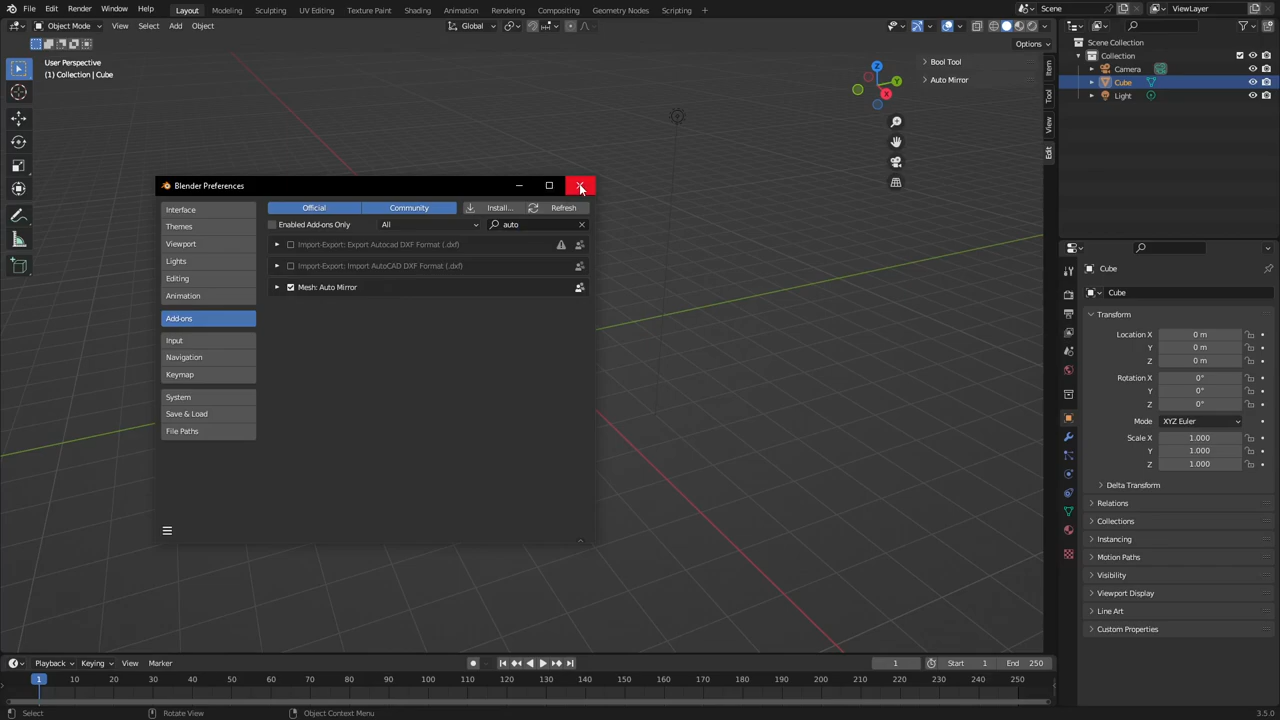 File Edit Render Window Help Layout Modeling Sculpting UV Editing Texture Paint Shading Animation Rendering Compositing Geometry Nodes Scripting Scene ViewLayer
Object Mode View Select Add Object Global
Options
User Perspective
(1) Collection | Cube
Bool Tool
Auto Mirror
Z
Y
X
Item
Tool
View
Edit
Scene Collection
Collection
Camera
Cube
Light
Blender Preferences
Interface
Themes
Viewport
Lights
Editing
Animation
Add-ons
Input
Navigation
Keymap
System
Save & Load
File Paths
Official Community Install... Refresh
Enabled Add-ons Only All auto
Import-Export: Export Autocad DXF Format (.dxf)
Import-Export: Import AutoCAD DXF Format (.dxf)
Mesh: Auto Mirror
Cube
Cube
Transform
Location X 0 m
Y 0 m
Z 0 m
Rotation X 0°
Y 0°
Z 0°
Mode XYZ Euler
Scale X 1.000
Y 1.000
Z 1.000
Delta Transform
Relations
Collections
Instancing
Motion Paths
Visibility
Viewport Display
Line Art
Custom Properties
Playback Keying View Marker 1 Start 1 End 250
1 10 20 30 40 50 60 70 80 90 100 110 120 130 140 150 160 170 180 190 200 210 220 230 240 250
Select Rotate View Object Context Menu 3.5.0